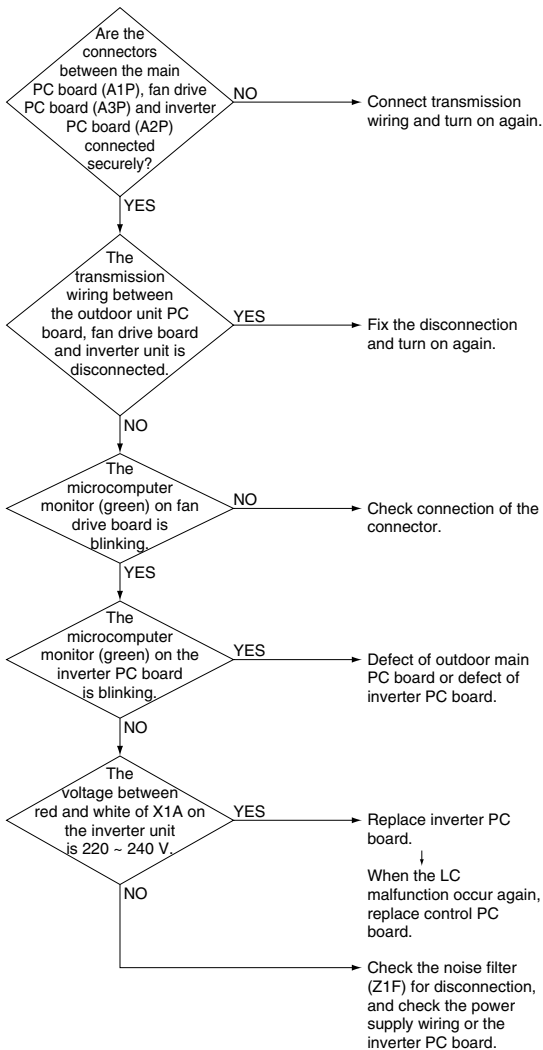 Are the
connectors
between the main
PC board (A1P), fan drive
PC board (A3P) and inverter
PC board (A2P)
connected
securely?
NO
Connect transmission
wiring and turn on again.
YES
The
transmission
wiring between
the outdoor unit PC
board, fan drive board
and inverter unit is
disconnected.
YES
Fix the disconnection
and turn on again.
NO
The
microcomputer
monitor (green) on fan
drive board is
blinking.
NO
Check connection of the
connector.
YES
The
microcomputer
monitor (green) on the
inverter PC board
is blinking.
YES
Defect of outdoor main
PC board or defect of
inverter PC board.
NO
The
voltage between
red and white of X1A on
the inverter unit
is 220 ~ 240 V.
YES
Replace inverter PC
board.
When the LC
malfunction occur again,
replace control PC
board.
NO
Check the noise filter
(Z1F) for disconnection,
and check the power
supply wiring or the
inverter PC board.